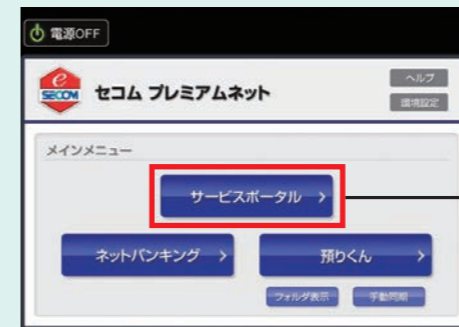 電源OFF
e
SECOM
セコム プレミアムネット
ヘルプ
環境設定
メインメニュー
サービスポータル
ネットバンキング
預りくん
フォルダ表示
手動同期